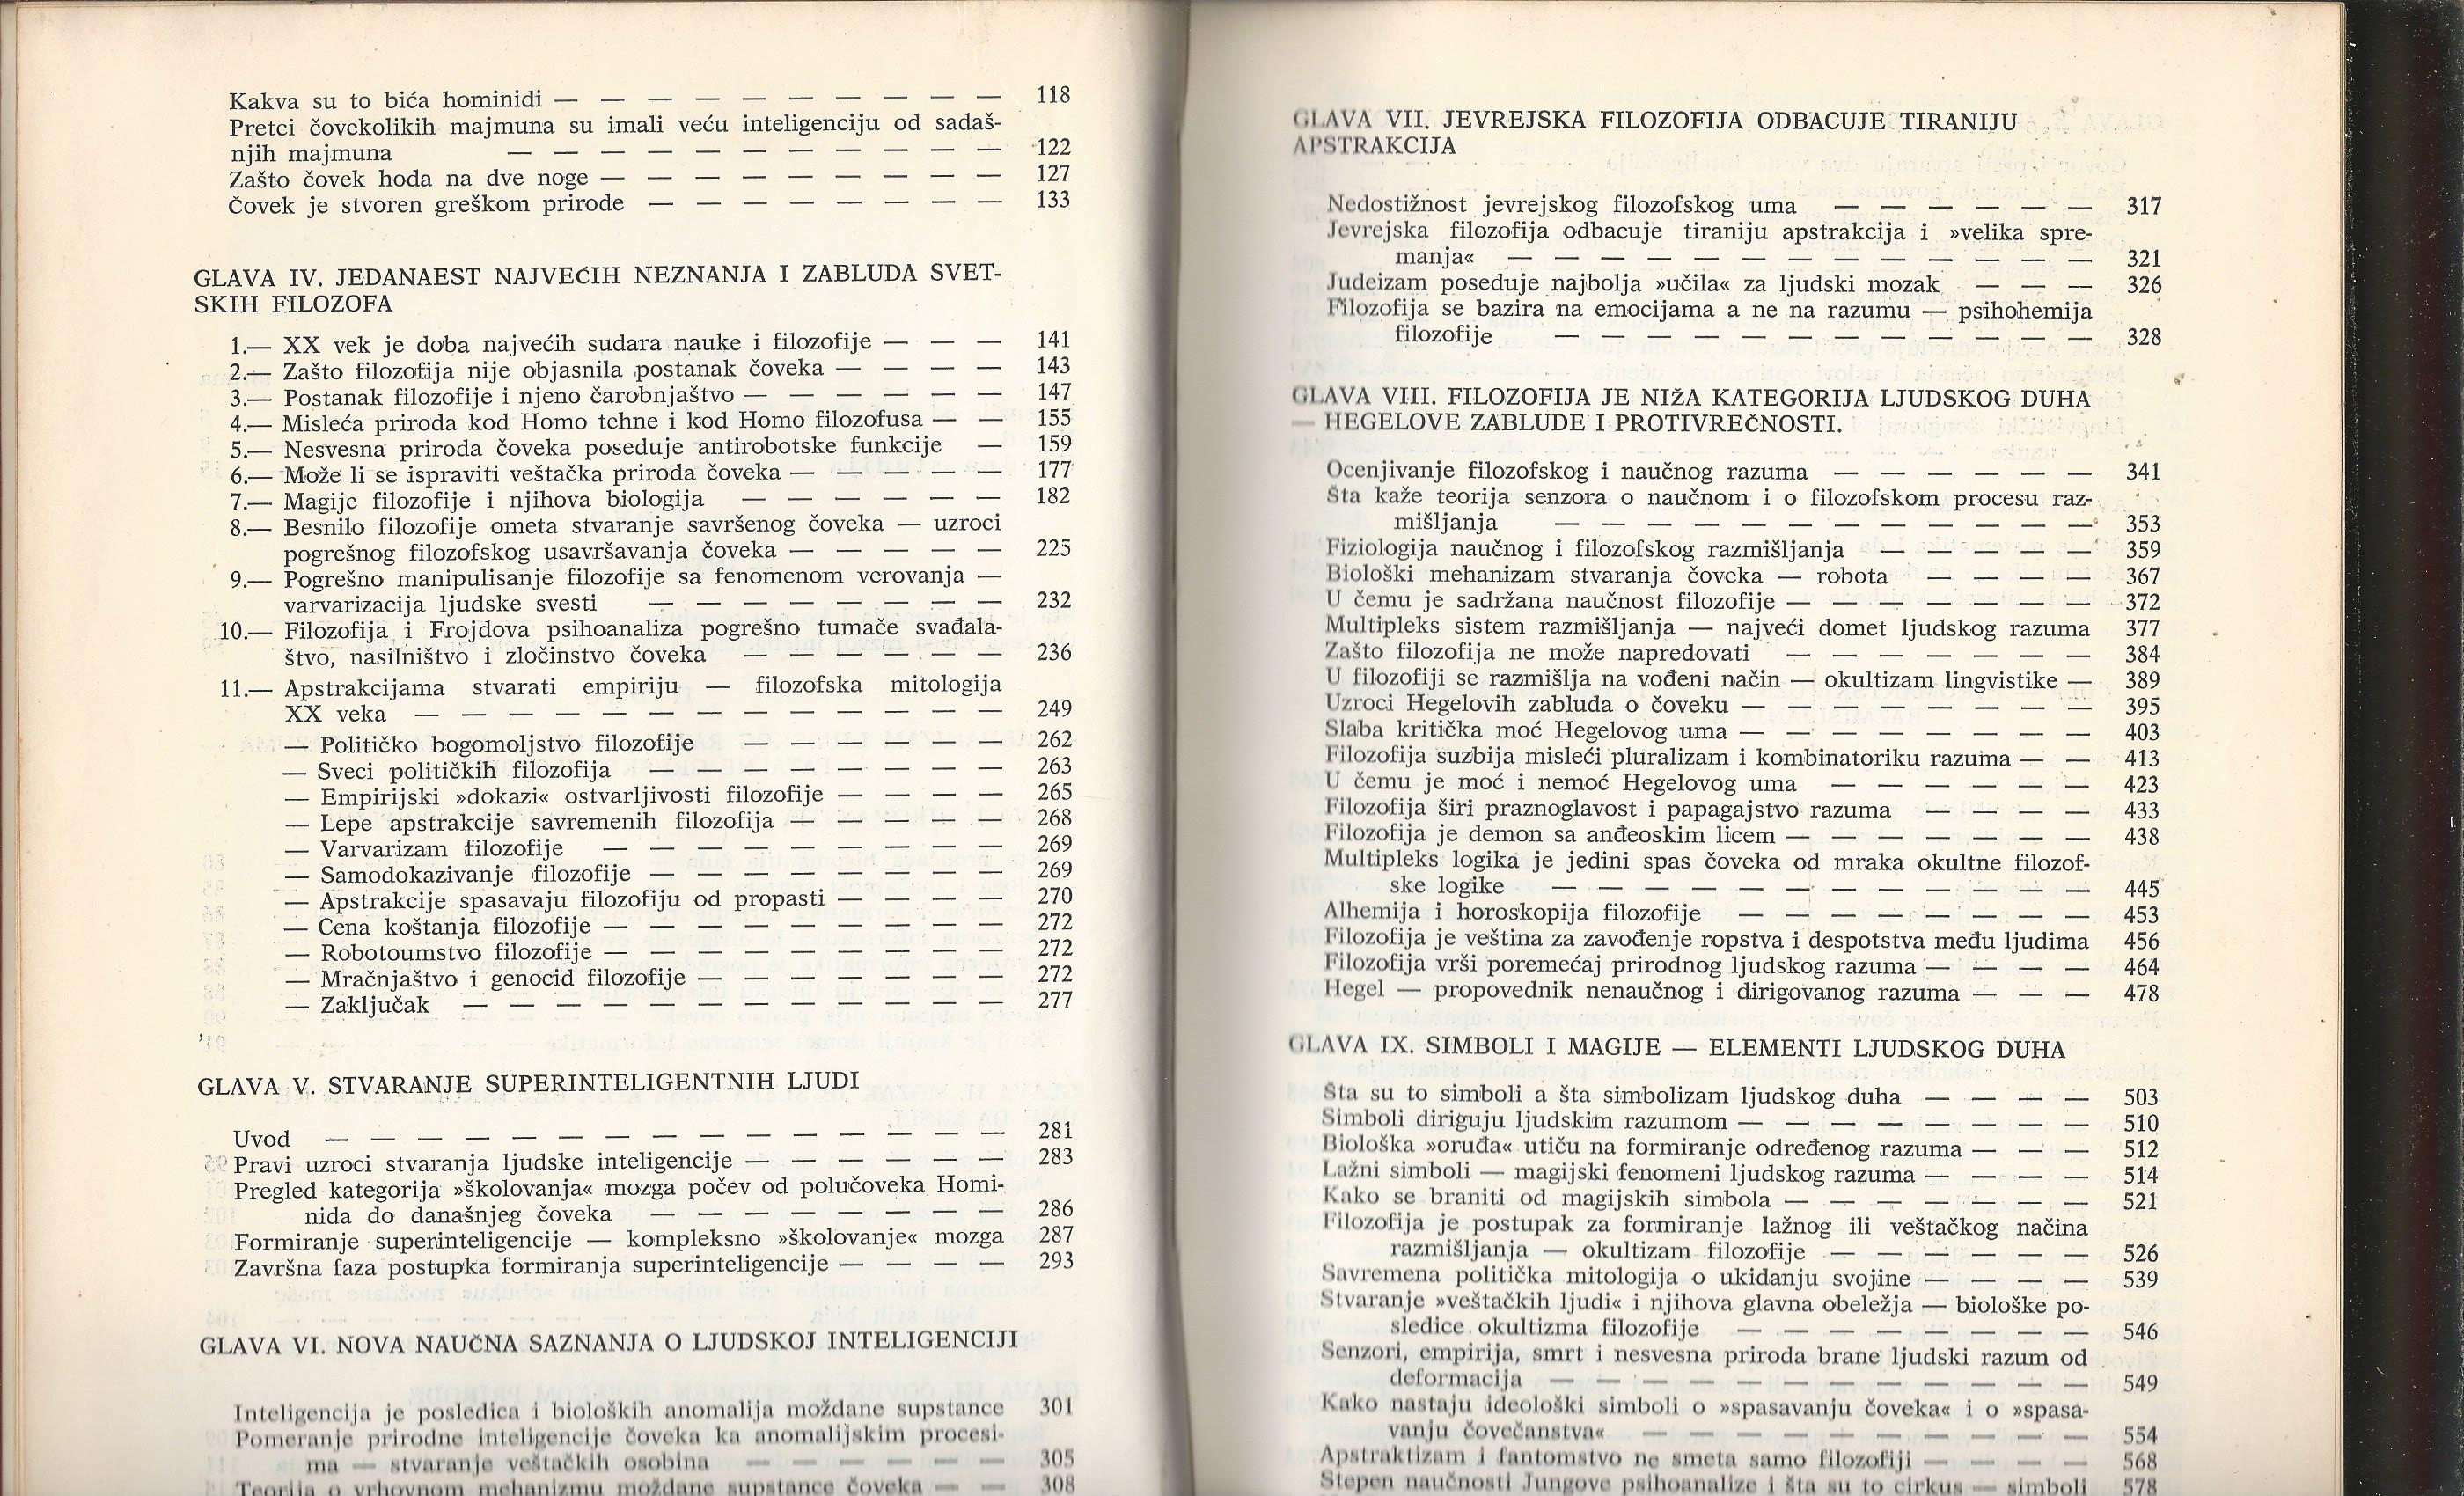 Kakva su to bića hominidi — — — — — — — — — — 118
Pretci čovekolikih majmuna su imali veću inteligenciju od sadaš-
njih majmuna — — — — — — — — — — — 122
Zašto čovek hoda na dve noge — — — — — — — — — 127
Čovek je stvoren greškom prirode — — — — — — — — 133
GLAVA IV. JEDANAEST NAJVEĆIH NEZNANJA I ZABLUDA SVET-
SKIH FILOZOFA
1.— XX vek je doba najvećih sudara nauke i filozofije — — — 141
2.— Zašto filozofija nije objasnila postanak čoveka — — — — 143
3.— Postanak filozofije i njeno čarobnjaštvo — — — — — — 147
4.— Misleća priroda kod Homo tehne i kod Homo filozofusa — — 155
5.— Nesvesna priroda čoveka poseduje antirobotske funkcije — 159
6.— Može li se ispraviti veštačka priroda čoveka — — — — — 177
7.— Magije filozofije i njihova biologija — — — — — — 182
8.— Besnilo filozofije ometa stvaranje savršenog čoveka — uzroci
pogrešnog filozofskog usavršavanja čoveka — — — — — 225
9.— Pogrešno manipulisanje filozofije sa fenomenom verovanja —
varvarizacija ljudske svesti — — — — — — — — 232
10.— Filozofija i Frojdova psihoanaliza pogrešno tumače svađala-
štvo, nasilništvo i zločinstvo čoveka — — — — — — 236
11.— Apstrakcijama stvarati empiriju — filozofska mitologija
XX veka — — — — — — — — — — — — — 249
— Političko bogomoljstvo filozofije — — — — — — 262
— Sveci političkih filozofija — — — — — — — — 263
— Empirijski »dokazi« ostvarljivosti filozofije — — — — 265
— Lepe apstrakcije savremenih filozofija — — — — — 268
— Varvarizam filozofije — — — — — — — — — 269
— Samodokazivanje filozofije — — — — — — — — 269
— Apstrakcije spasavaju filozofiju od propasti — — — — 270
— Cena koštanja filozofije — — — — — — — — — 272
— Robotoumstvo filozofije — — — — — — — — — 272
— Mračnjaštvo i genocid filozofije — — — — — — — 272
— Zaključak — — — — — — — — — — — — 277
GLAVA V. STVARANJE SUPERINTELIGENTNIH LJUDI
Uvod — — — — — — — — — — — — — — — 281
Pravi uzroci stvaranja ljudske inteligencije — — — — — — 283
Pregled kategorija »školovanja« mozga počev od polučoveka Homi-
nida do današnjeg čoveka — — — — — — — — 286
Formiranje superinteligencije — kompleksno »školovanje« mozga 287
Završna faza postupka formiranja superinteligencije — — — — 293
GLAVA VI. NOVA NAUČNA SAZNANJA O LJUDSKOJ INTELIGENCIJI
Inteligencija je posledica i bioloških anomalija moždane supstance 301
Pomeranje prirodne inteligencije čoveka ka anomalijskim procesi-
ma — stvaranje veštačkih osobina — — — — — — 305
Teorija o vrhovnom mehanizmu moždane supstance čoveka — — 308
GLAVA VII. JEVREJSKA FILOZOFIJA ODBACUJE TIRANIJU
APSTRAKCIJA
Nedostižnost jevrejskog filozofskog uma — — — — — — 317
Jevrejska filozofija odbacuje tiraniju apstrakcija i »velika spre-
manja« — — — — — — — — — — — — — 321
Judeizam poseduje najbolja »učila« za ljudski mozak — — — 326
Filozofija se bazira na emocijama a ne na razumu — psihohemija
filozofije — — — — — — — — — — — — 328
GLAVA VIII. FILOZOFIJA JE NIŽA KATEGORIJA LJUDSKOG DUHA
— HEGELOVE ZABLUDE I PROTIVREČNOSTI.
Ocenjivanje filozofskog i naučnog razuma — — — — — — 341
Šta kaže teorija senzora o naučnom i o filozofskom procesu raz-
mišljanja — — — — — — — — — — — — 353
Fiziologija naučnog i filozofskog razmišljanja — — — — — 359
Biološki mehanizam stvaranja čoveka — robota — — — — 367
U čemu je sadržana naučnost filozofije — — — — — — — 372
Multipleks sistem razmišljanja — najveći domet ljudskog razuma 377
Zašto filozofija ne može napredovati — — — — — — — 384
U filozofiji se razmišlja na vođeni način — okultizam lingvistike — 389
Uzroci Hegelovih zabluda o čoveku — — — — — — — — 395
Slaba kritička moć Hegelovog uma — — — — — — — — 403
Filozofija suzbija misleći pluralizam i kombinatoriku razuma — — 413
U čemu je moć i nemoć Hegelovog uma — — — — — — 423
Filozofija širi praznoglavost i papagajstvo razuma — — — — 433
Filozofija je demon sa anđeoskim licem — — — — — — — 438
Multipleks logika je jedini spas čoveka od mraka okultne filozof-
ske logike — — — — — — — — — — — — 445
Alhemija i horoskopija filozofije — — — — — — — — 453
Filozofija je veština za zavođenje ropstva i despotstva među ljudima 456
Filozofija vrši poremećaj prirodnog ljudskog razuma — — — — 464
Hegel — propovednik nenaučnog i dirigovanog razuma — — — 478
GLAVA IX. SIMBOLI I MAGIJE — ELEMENTI LJUDSKOG DUHA
Šta su to simboli a šta simbolizam ljudskog duha — — — — 503
Simboli diriguju ljudskim razumom — — — — — — — — 510
Biološka »oruđa« utiču na formiranje određenog razuma — — — 512
Lažni simboli — magijski fenomeni ljudskog razuma — — — — 514
Kako se braniti od magijskih simbola — — — — — — — 521
Filozofija je postupak za formiranje lažnog ili veštačkog načina
razmišljanja — okultizam filozofije — — — — — — 526
Savremena politička mitologija o ukidanju svojine — — — — 539
Stvaranje »veštačkih ljudi« i njihova glavna obeležja — biološke po-
sledice okultizma filozofije — — — — — — — — 546
Senzori, empirija, smrt i nesvesna priroda brane ljudski razum od
deformacija — — — — — — — — — — — — 549
Kako nastaju ideološki simboli o »spasavanju čoveka« i o »spasa-
vanju čovečanstva« — — — — — — — — — — 554
Apstraktizam i fantomstvo ne smeta samo filozofiji — — — — 568
Stepen naučnosti Jungove psihoanalize i šta su to cirkus — simboli 578